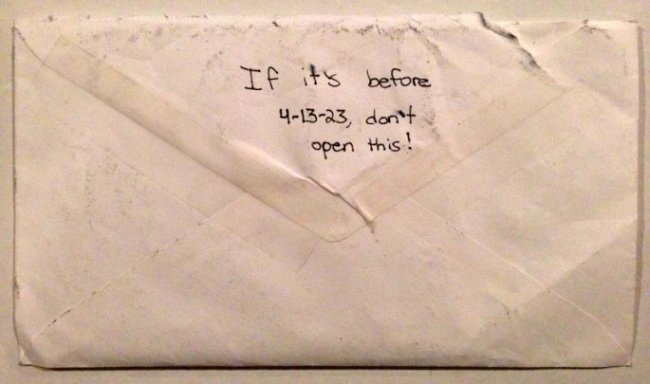 If it's before
4-13-23, don't
open this!